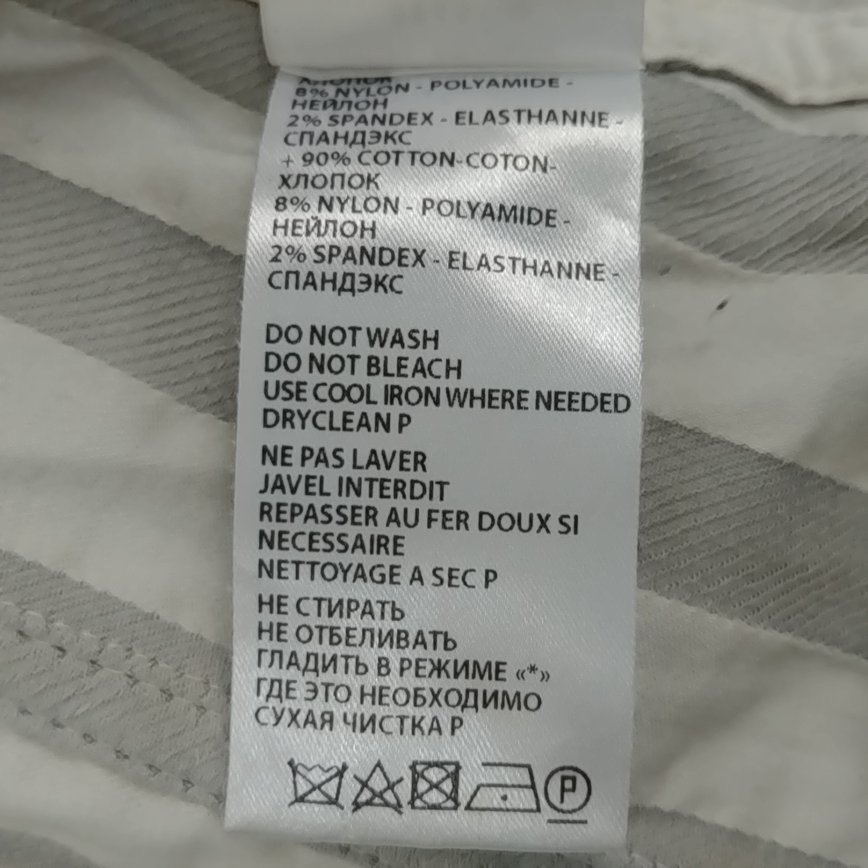 ХЛОПОК
8% NYLON - POLYAMIDE -
НЕЙЛОН
2% SPANDEX - ELASTHANNE -
СПАНДЭКС
+ 90% COTTON-COTON-
ХЛОПОК
8% NYLON - POLYAMIDE -
НЕЙЛОН
2% SPANDEX - ELASTHANNE -
СПАНДЭКС
DO NOT WASH
DO NOT BLEACH
USE COOL IRON WHERE NEEDED
DRYCLEAN P
NE PAS LAVER
JAVEL INTERDIT
REPASSER AU FER DOUX SI
NECESSAIRE
NETTOYAGE A SEC P
НЕ СТИРАТЬ
НЕ ОТБЕЛИВАТЬ
ГЛАДИТЬ В РЕЖИМЕ «*»
ГДЕ ЭТО НЕОБХОДИМО
СУХАЯ ЧИСТКА P
P